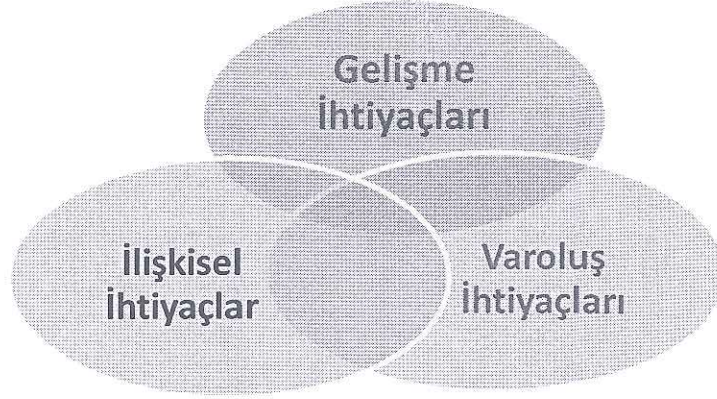 Gelişme
İhtiyaçları
İlişkisel
İhtiyaçlar
Varoluş
İhtiyaçları